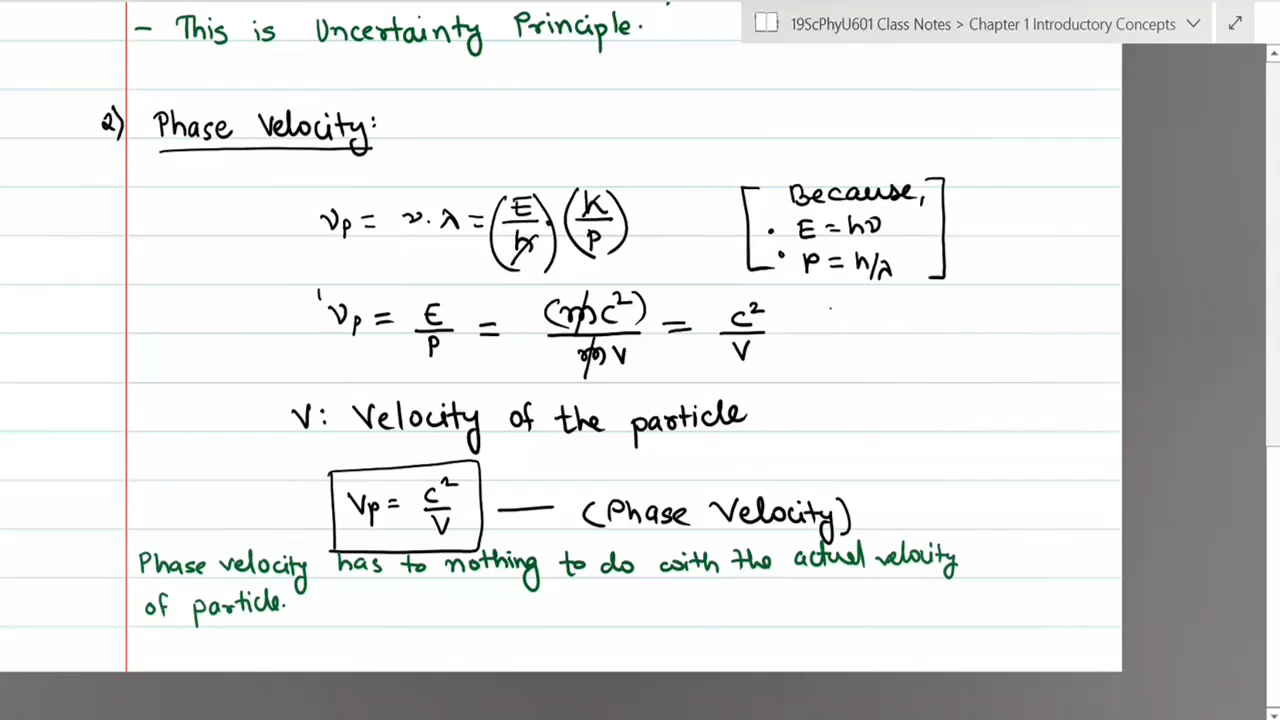 - This is Uncertainty Principle.
19ScPhyU601 Class Notes > Chapter 1 Introductory Concepts
2) Phase Velocity:
νp = ν. λ = (E/h) . (h/p) [ Because,
. E = hν
. P = h/λ ]
νp = E/P = (mc²)/mv = c²/v
V: Velocity of the particle
Vp = c²/V — (Phase Velocity)
Phase velocity has to nothing to do with the actual velocity
of particle.